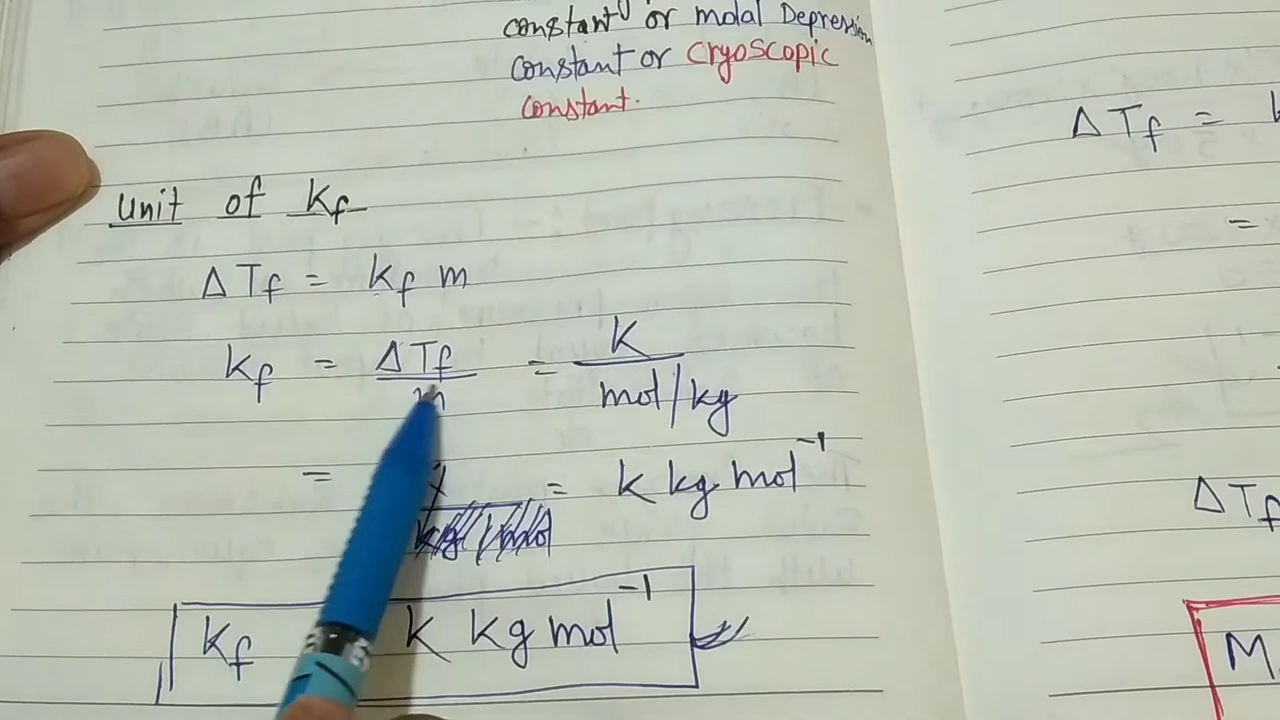 constant or molal Depression
constant or Cryoscopic
constant.
Unit of Kf
ΔTf = Kf m
Kf = ΔTf / m = K / mol/kg
= = K kg mol⁻¹
Kf K kg mol⁻¹
ΔTf =
=
ΔTf
M